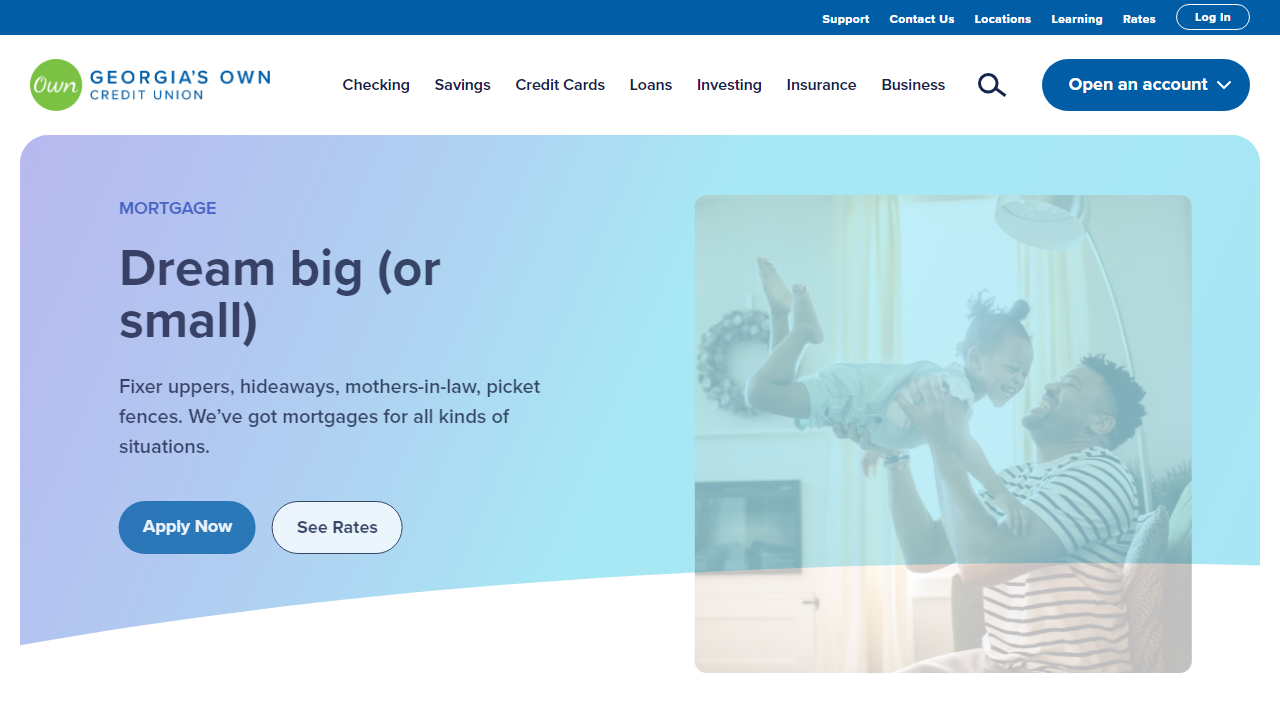 Support Contact Us Locations Learning Rates Log In
Own GEORGIA'S OWN
CREDIT UNION
Checking Savings Credit Cards Loans Investing Insurance Business Open an account
MORTGAGE
Dream big (or
small)
Fixer uppers, hideaways, mothers-in-law, picket
fences. We’ve got mortgages for all kinds of
situations.
Apply Now See Rates